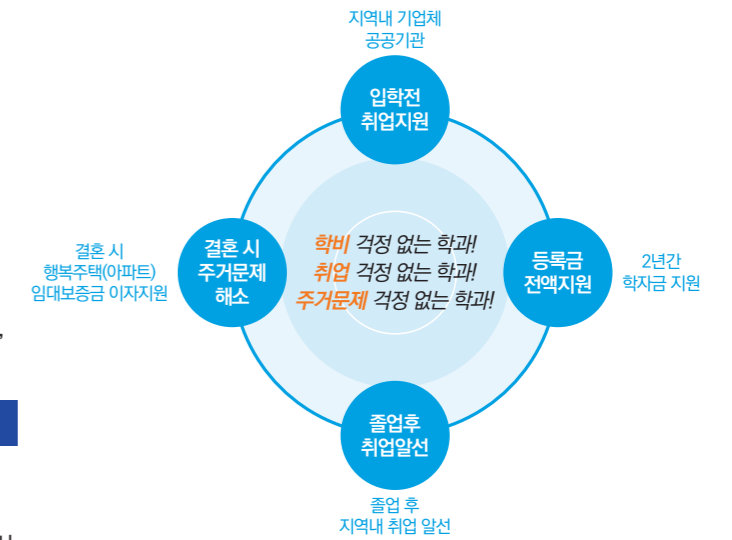 지역내 기업체
공공기관
입학전
취업지원
학비 걱정 없는 학과!
취업 걱정 없는 학과!
주거문제 걱정 없는 학과!
결혼 시
주거문제
해소
결혼 시
행복주택(아파트)
임대보증금 이자지원
등록금
전액지원
2년간
학자금 지원
졸업후
취업알선
졸업 후
지역내 취업 알선